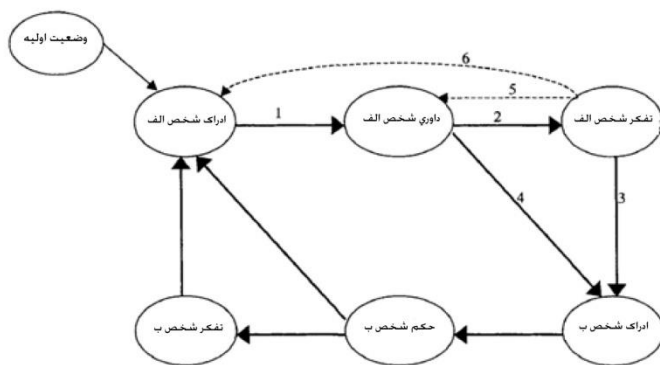 وضعیت اولیه
6
5
ادراک شخص الف
1
داوري شخص الف
2
تفکر شخص الف
4
3
تفکر شخص ب
حکم شخص ب
ادراک شخص ب